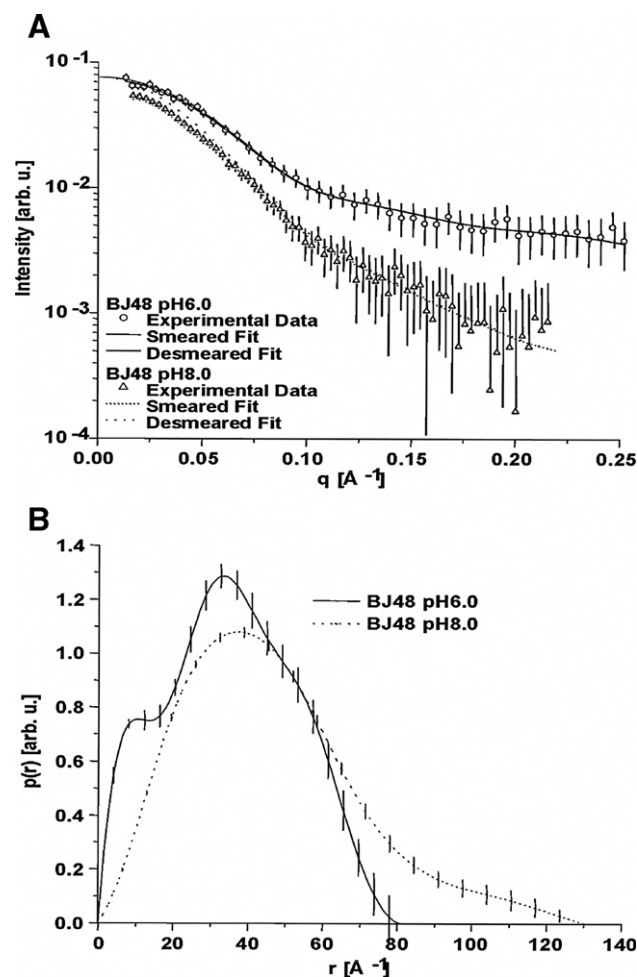 A
10⁻¹
10⁻²
10⁻³
10⁻⁴
Intensity [arb. u.]
BJ48 pH6.0
Experimental Data
Smeared Fit
Desmeared Fit
BJ48 pH8.0
Experimental Data
Smeared Fit
Desmeared Fit
0.00 0.05 0.10 0.15 0.20 0.25
q [A⁻¹]
B
1.4
1.2
1.0
0.8
0.6
0.4
0.2
0.0
p(r) [arb. u.]
BJ48 pH6.0
BJ48 pH8.0
0 20 40 60 80 100 120 140
r [A⁻¹]